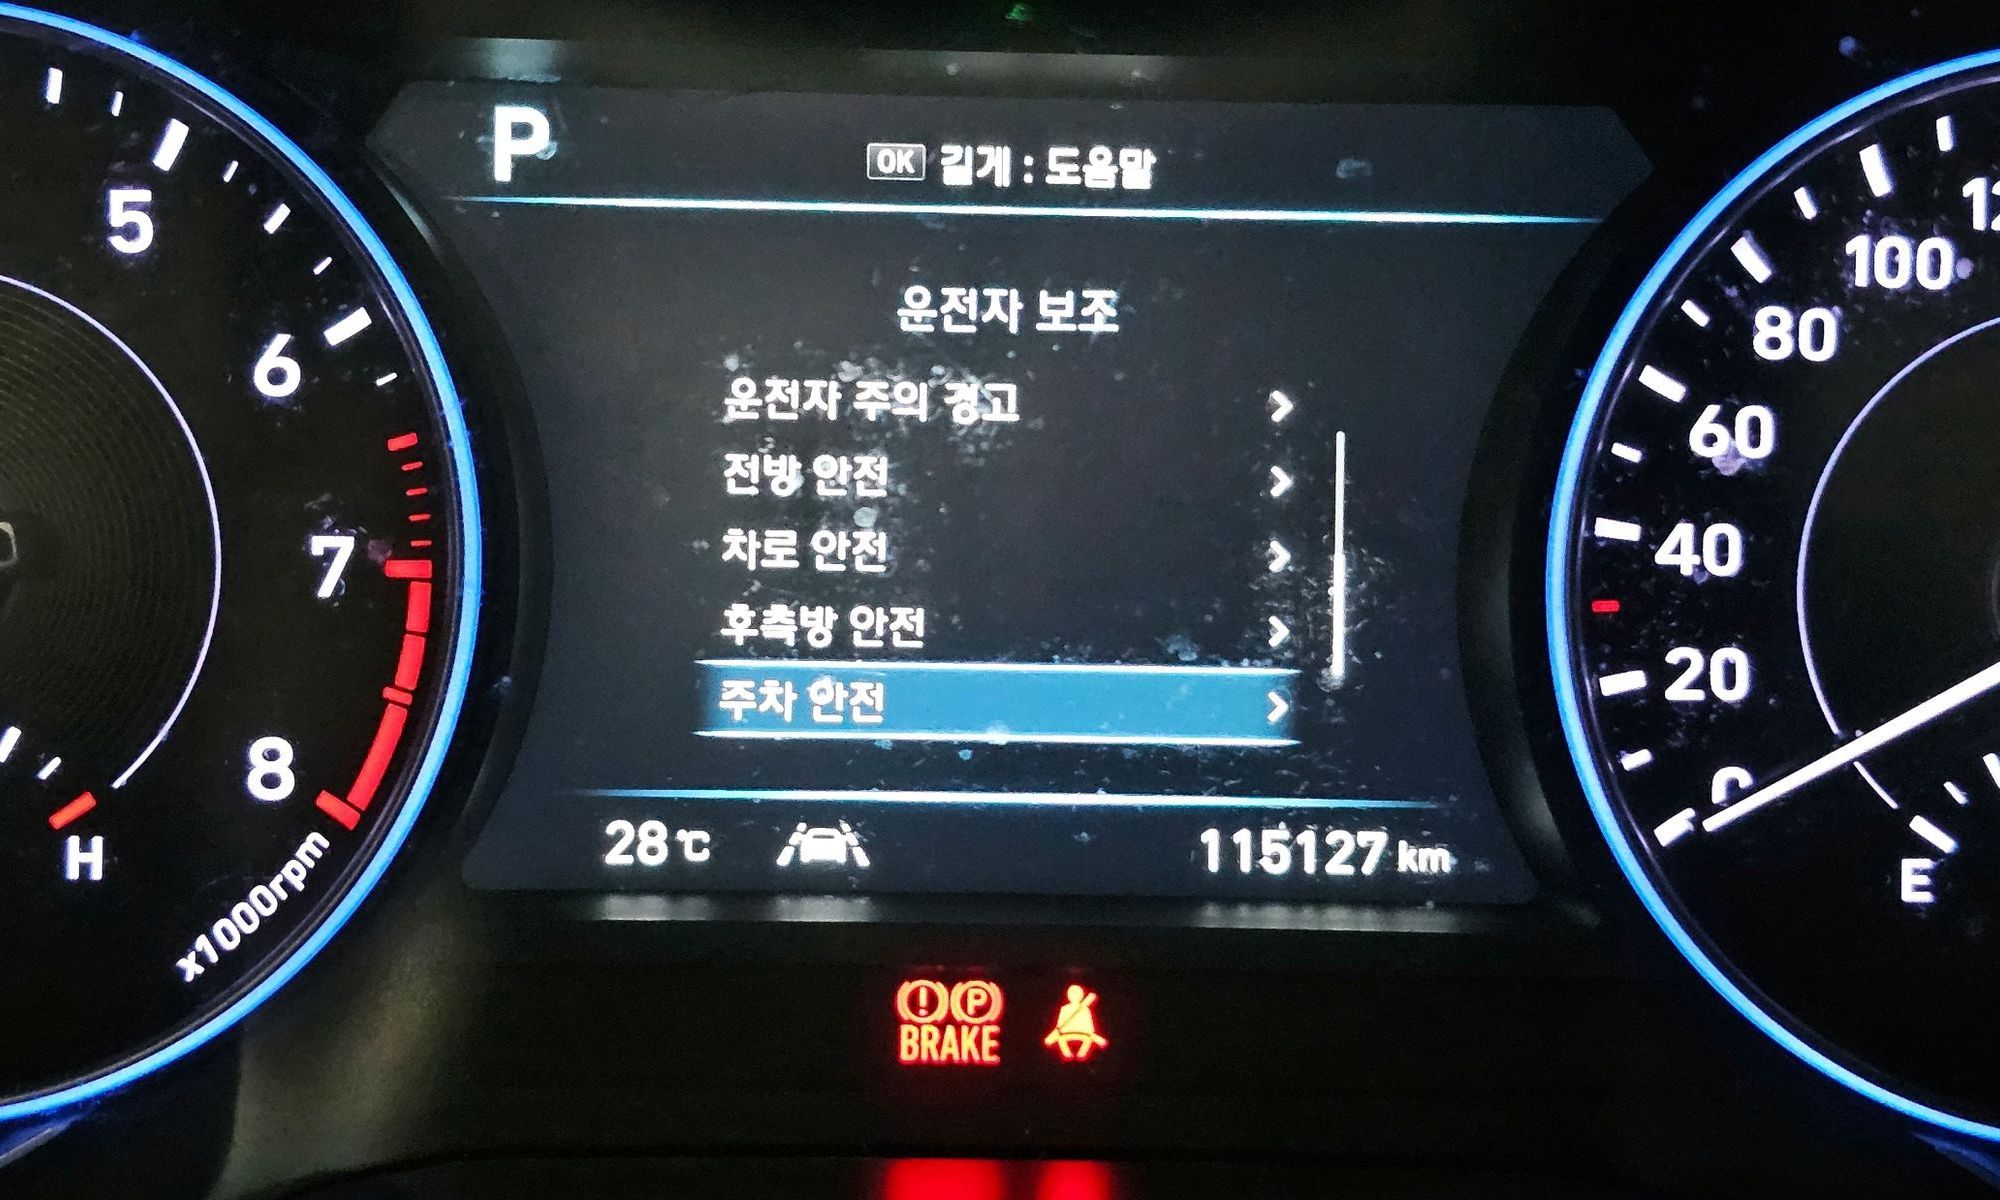 P
OK 길게 : 도움말
운전자 보조
운전자 주의 경고 >
전방 안전 >
차로 안전 >
후측방 안전 >
주차 안전 >
28℃ 115127 km
5
6
7
8
H
x1000rpm
100
80
60
40
20
0
E
BRAKE
P